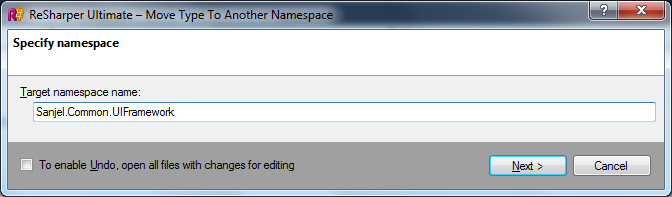 ReSharper Ultimate – Move Type To Another Namespace
Specify namespace
Target namespace name:
Sanjel.Common.UIFramework
To enable Undo, open all files with changes for editing
Next >
Cancel